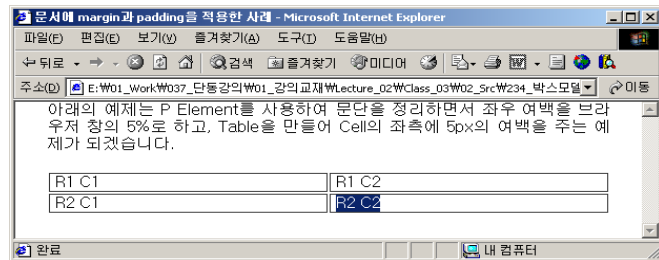 문서에 margin과 padding을 적용한 사례 - Microsoft Internet Explorer
파일(F) 편집(E) 보기(V) 즐겨찾기(A) 도구(T) 도움말(H)
뒤로 검색 즐겨찾기 미디어
주소(D) E:₩01_Work₩037_단동강의₩01_강의교재₩Lecture_02₩Class_03₩02_Src₩234_박스모델 이동
아래의 예제는 P Element를 사용하여 문단을 정리하면서 좌우 여백을 브라
우저 창의 5%로 하고, Table을 만들어 Cell의 좌측에 5px의 여백을 주는 예
제가 되겠습니다.
R1 C1 R1 C2
R2 C1 R2 C2
완료 내 컴퓨터